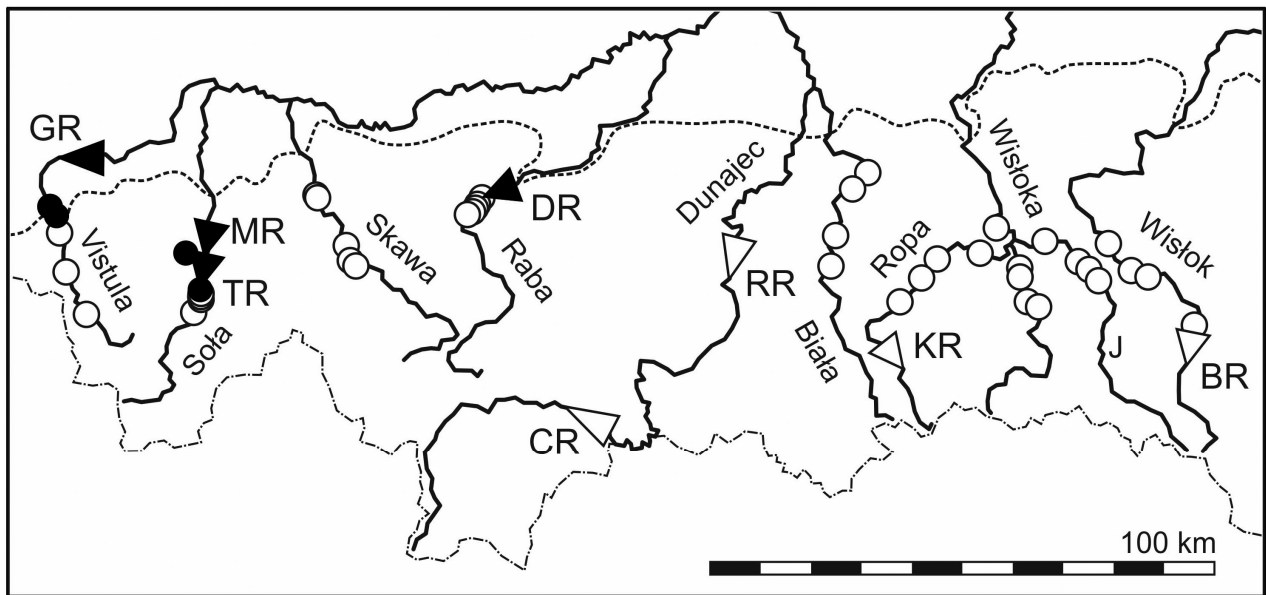 GR
MR
TR
Vistula
Soła
Skawa
DR
Raba
Dunajec
RR
Biała
Ropa
KR
Wisłoka
J
Wisłok
BR
CR
100 km